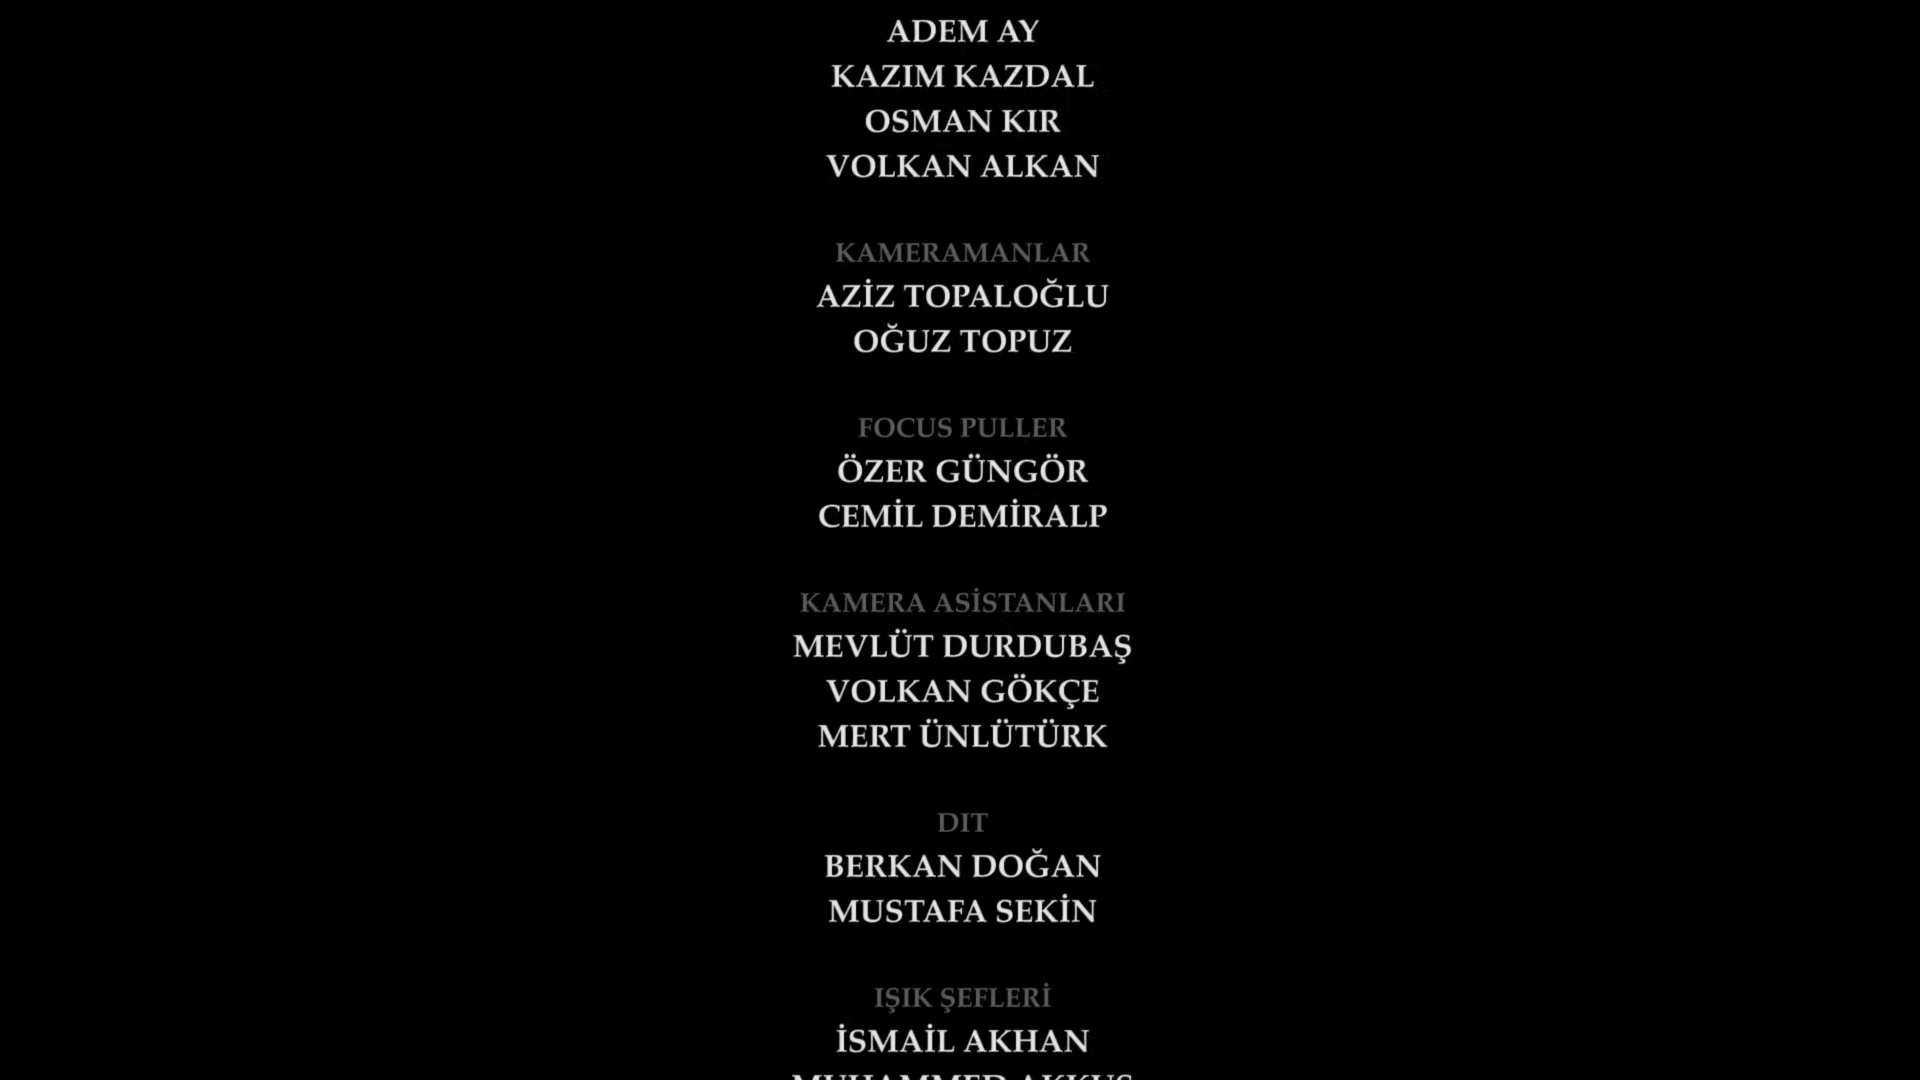 ADEM AY
KAZIM KAZDAL
OSMAN KIR
VOLKAN ALKAN
KAMERAMANLAR
AZİZ TOPALOĞLU
OĞUZ TOPUZ
FOCUS PULLER
ÖZER GÜNGÖR
CEMİL DEMİRALP
KAMERA ASİSTANLARI
MEVLÜT DURDUBAŞ
VOLKAN GÖKÇE
MERT ÜNLÜTÜRK
DIT
BERKAN DOĞAN
MUSTAFA SEKİN
IŞIK ŞEFLERİ
İSMAİL AKHAN